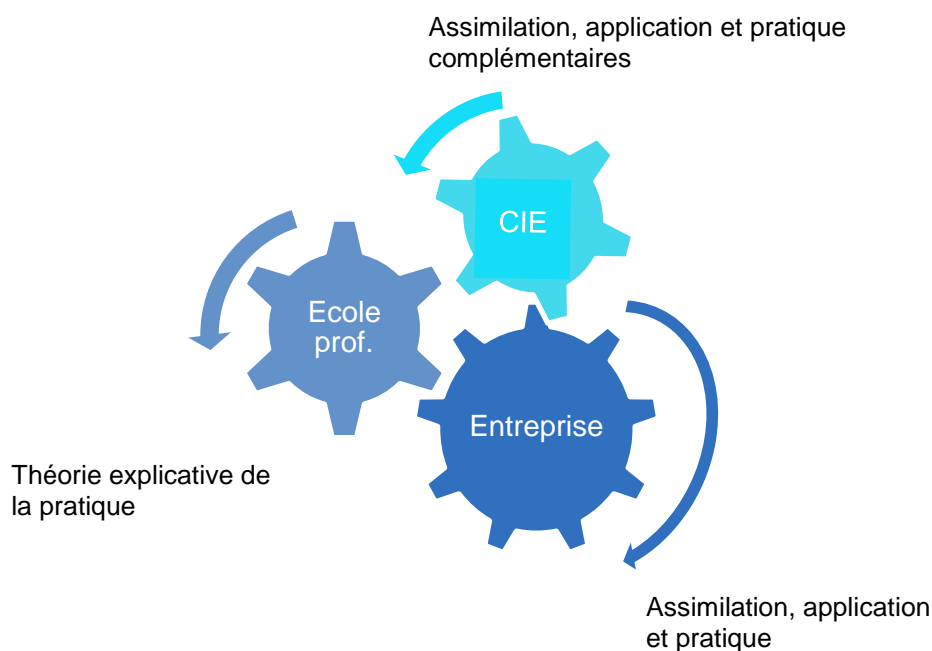 Assimilation, application et pratique
complémentaires
CIE
Ecole
prof.
Entreprise
Théorie explicative de
la pratique
Assimilation, application
et pratique